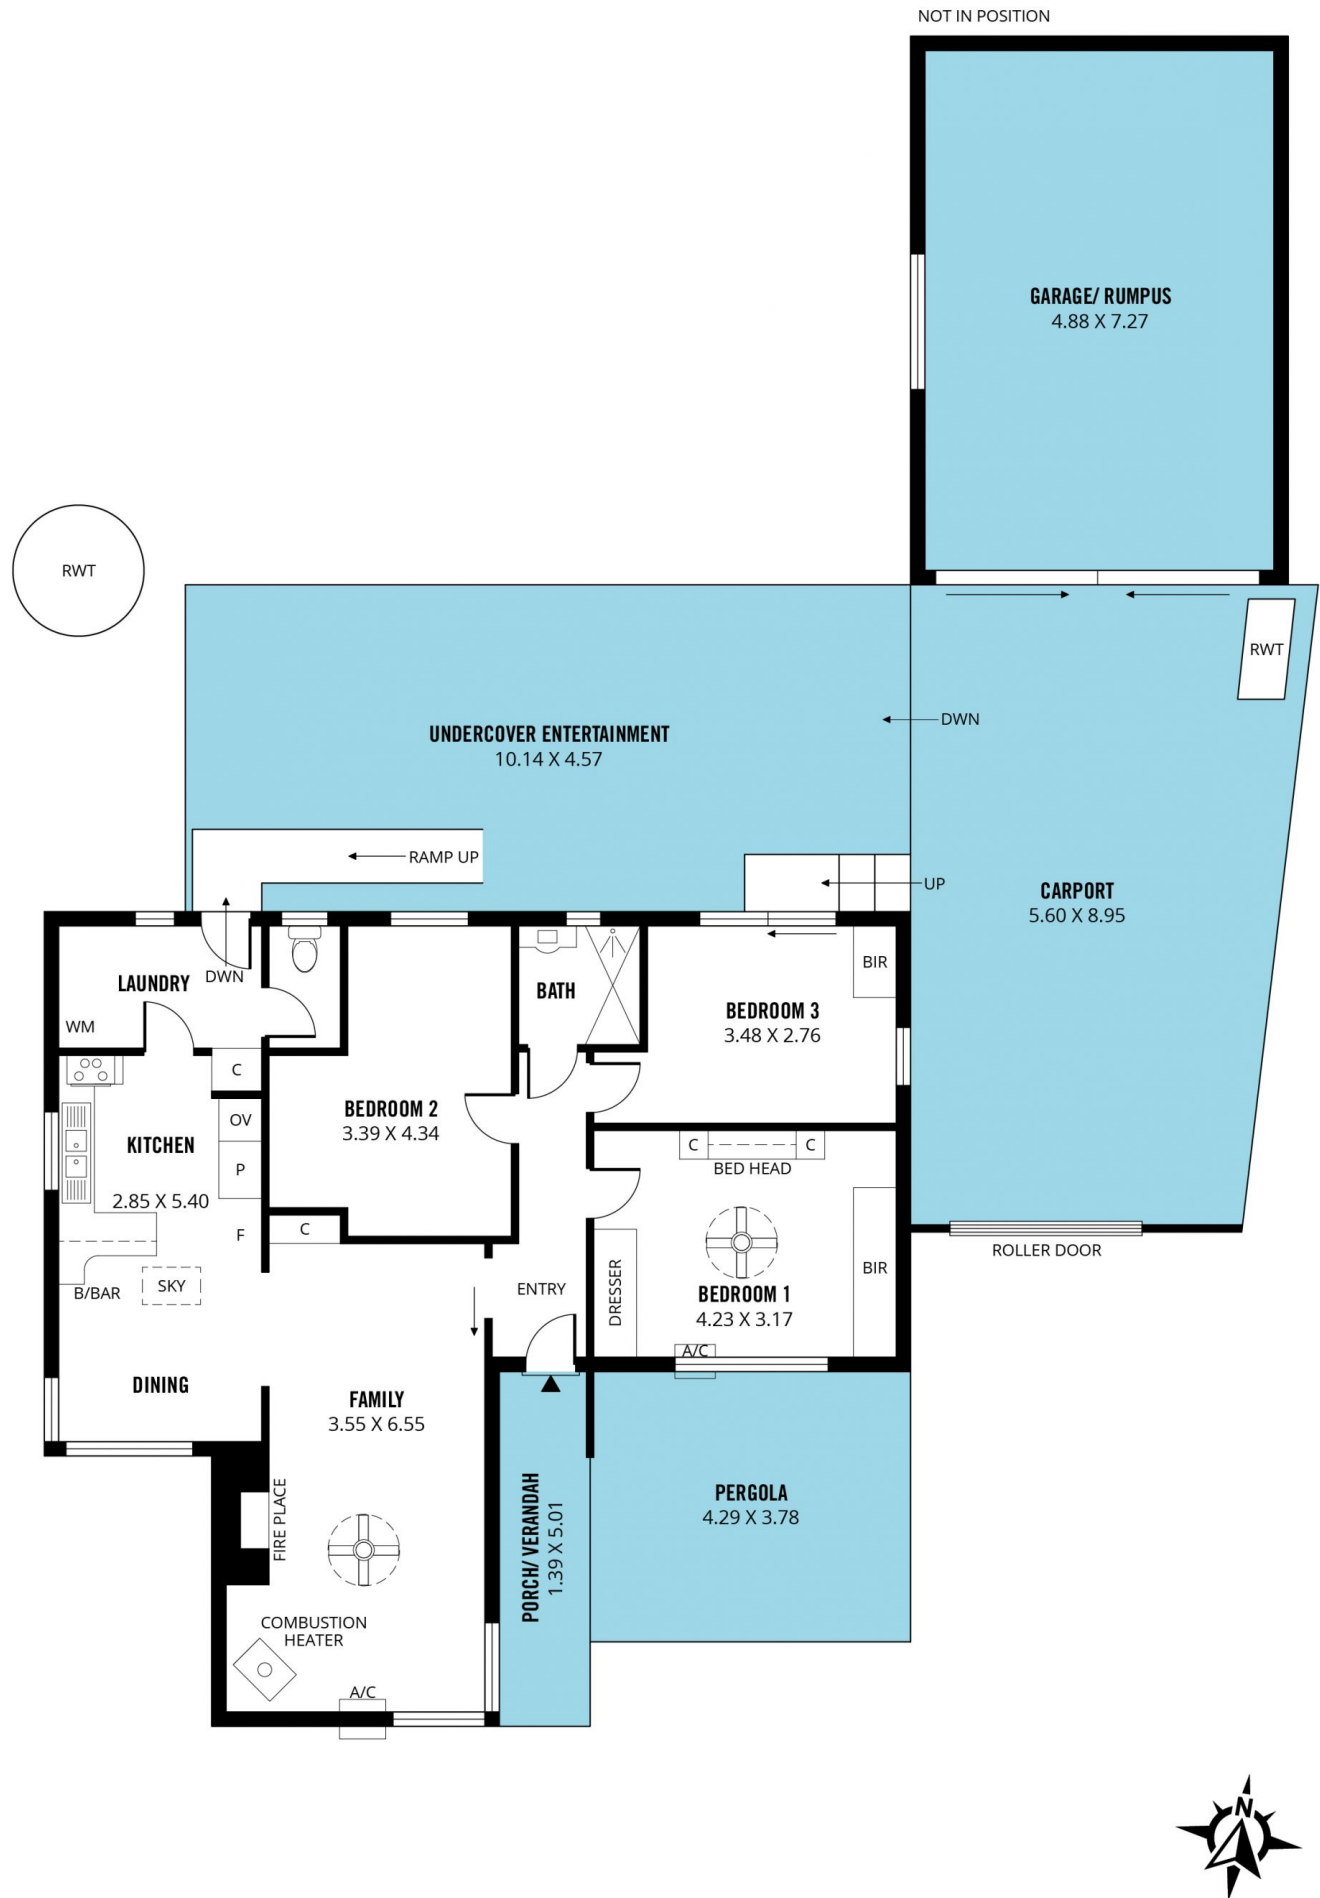 NOT IN POSITION
GARAGE/ RUMPUS
4.88 X 7.27
RWT
RWT
UNDERCOVER ENTERTAINMENT
10.14 X 4.57
DWN
RAMP UP
UP
CARPORT
5.60 X 8.95
LAUNDRY
DWN
WM
BATH
BEDROOM 3
3.48 X 2.76
BIR
C
OV
P
F
KITCHEN
2.85 X 5.40
BEDROOM 2
3.39 X 4.34
C
C
C
BED HEAD
BEDROOM 1
4.23 X 3.17
DRESSER
BIR
A/C
ROLLER DOOR
B/BAR
SKY
ENTRY
DINING
FAMILY
3.55 X 6.55
FIRE PLACE
PORCH/ VERANDAH
1.39 X 5.01
PERGOLA
4.29 X 3.78
COMBUSTION
HEATER
A/C
N